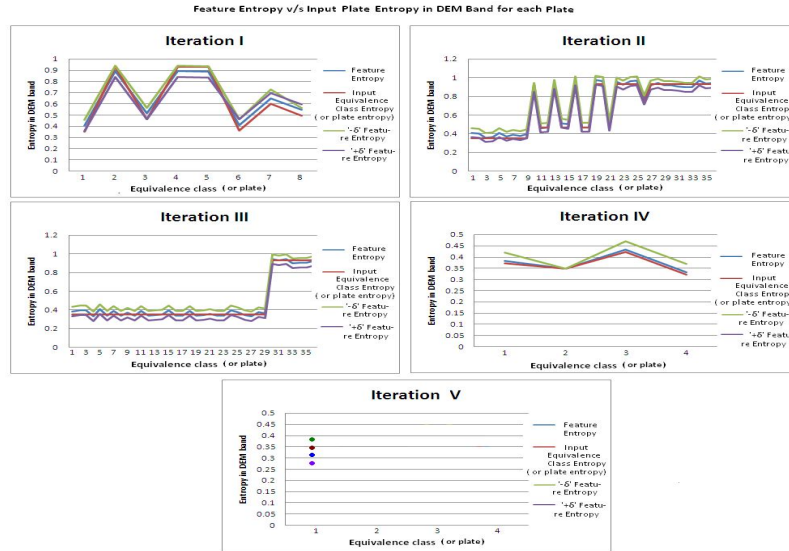 Feature Entropy v/s Input Plate Entropy in DEM Band for each Plate
Iteration I
Entropy in DEM band
1
0.9
0.8
0.7
0.6
0.5
0.4
0.3
0.2
0.1
0
1 2 3 4 5 6 7 8
Equivalence class (or plate)
Feature
Entropy
Input
Equivalence
Class Entropy
( or plate entropy)
'-δ' Featu-
re Entropy
'+δ' Featu-
re Entropy
Iteration II
Entropy in DEM band
1.2
1
0.8
0.6
0.4
0.2
0
1 3 5 7 9 11 13 15 17 19 21 23 25 27 29 31 33 35
Equivalence class (or plate)
Feature
Entropy
Input
Equivalence
Class Entropy
( or plate entropy)
'-δ' Featu-
re Entropy
'+δ' Featu-
re Entropy
Iteration III
Entropy in DEM band
1.2
1
0.8
0.6
0.4
0.2
0
1 3 5 7 9 11 13 15 17 19 21 23 25 27 29 31 33 35
Equivalence class (or plate)
Feature
Entropy
Input
Equivalence
Class Entropy
( or plate entropy)
'-δ' Featu-
re Entropy
'+δ' Featu-
re Entropy
Iteration IV
Entropy in DEM band
0.5
0.45
0.4
0.35
0.3
0.25
0.2
0.15
0.1
0.05
0
1 2 3 4
Equivalence class (or plate)
Feature
Entropy
Input
Equivalence
Class Entropy
( or plate entropy)
'-δ' Featu-
re Entropy
'+δ' Featu-
re Entropy
Iteration V
Entropy in DEM band
0.5
0.45
0.4
0.35
0.3
0.25
0.2
0.15
0.1
0.05
0
1 2 3 4
Equivalence class (or plate)
Feature
Entropy
Input
Equivalence
Class Entropy
( or plate entropy)
'-δ' Featu-
re Entropy
'+δ' Featu-
re Entropy